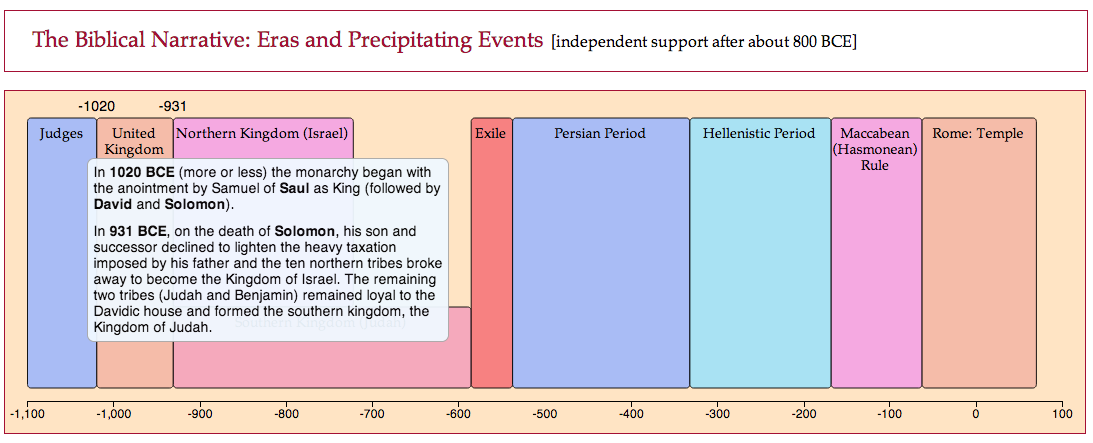 The Biblical Narrative: Eras and Precipitating Events [independent support after about 800 BCE]
-1020 -931
Judges
United
Kingdom
Northern Kingdom (Israel)
Exile
Persian Period
Hellenistic Period
Maccabean
(Hasmonean)
Rule
Rome: Temple
In 1020 BCE (more or less) the monarchy began with
the anointment by Samuel of Saul as King (followed by
David and Solomon).
In 931 BCE, on the death of Solomon, his son and
successor declined to lighten the heavy taxation
imposed by his father and the ten northern tribes broke
away to become the Kingdom of Israel. The remaining
two tribes (Judah and Benjamin) remained loyal to the
Davidic house and formed the southern kingdom, the
Kingdom of Judah.
Southern Kingdom (Judah)
-1,100 -1,000 -900 -800 -700 -600 -500 -400 -300 -200 -100 0 100